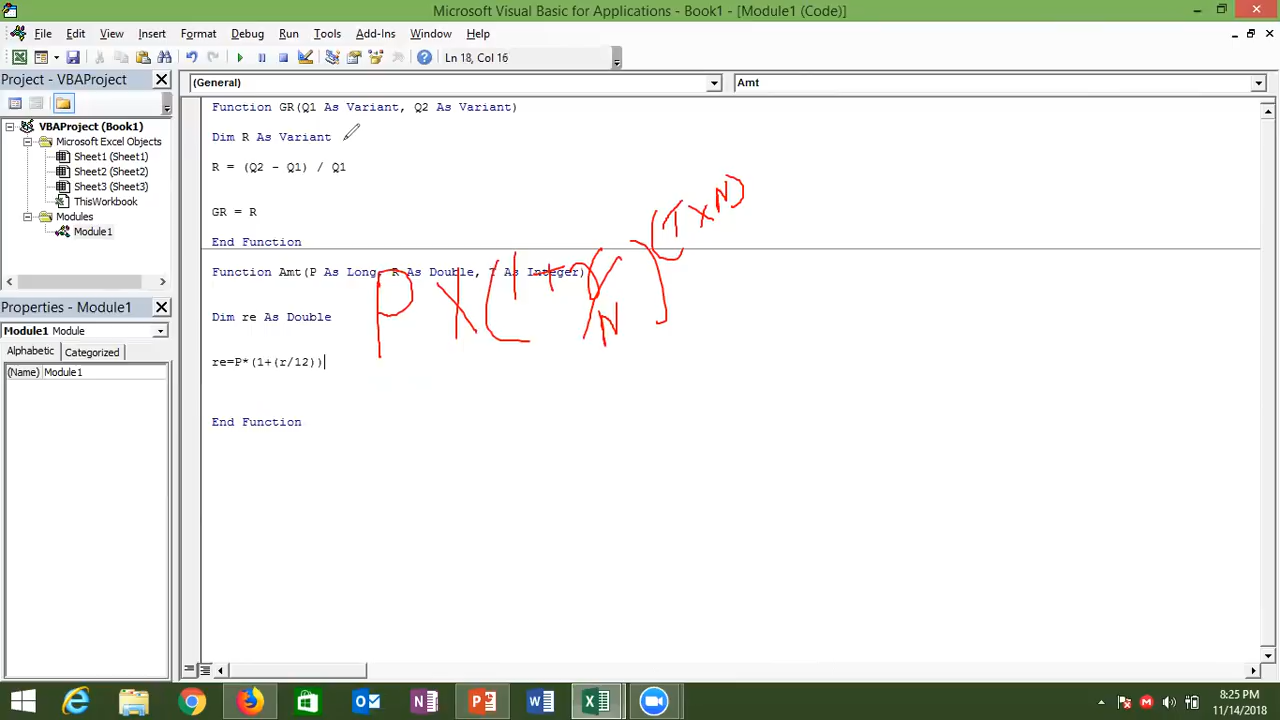 Microsoft Visual Basic for Applications - Book1 - [Module1 (Code)]
File Edit View Insert Format Debug Run Tools Add-Ins Window Help
Ln 18, Col 16
Project - VBAProject
(General)
Amt
VBAProject (Book1)
Microsoft Excel Objects
Sheet1 (Sheet1)
Sheet2 (Sheet2)
Sheet3 (Sheet3)
ThisWorkbook
Modules
Module1
Properties - Module1
Module1 Module
Alphabetic Categorized
(Name) Module1
Function GR(Q1 As Variant, Q2 As Variant)
Dim R As Variant
R = (Q2 - Q1) / Q1
GR = R
End Function
Function Amt(P As Long, R As Double, T As Integer)
Dim re As Double
re=P*(1+(r/12))
End Function
P X (1+r/N)(T X N)
8:25 PM
11/14/2018